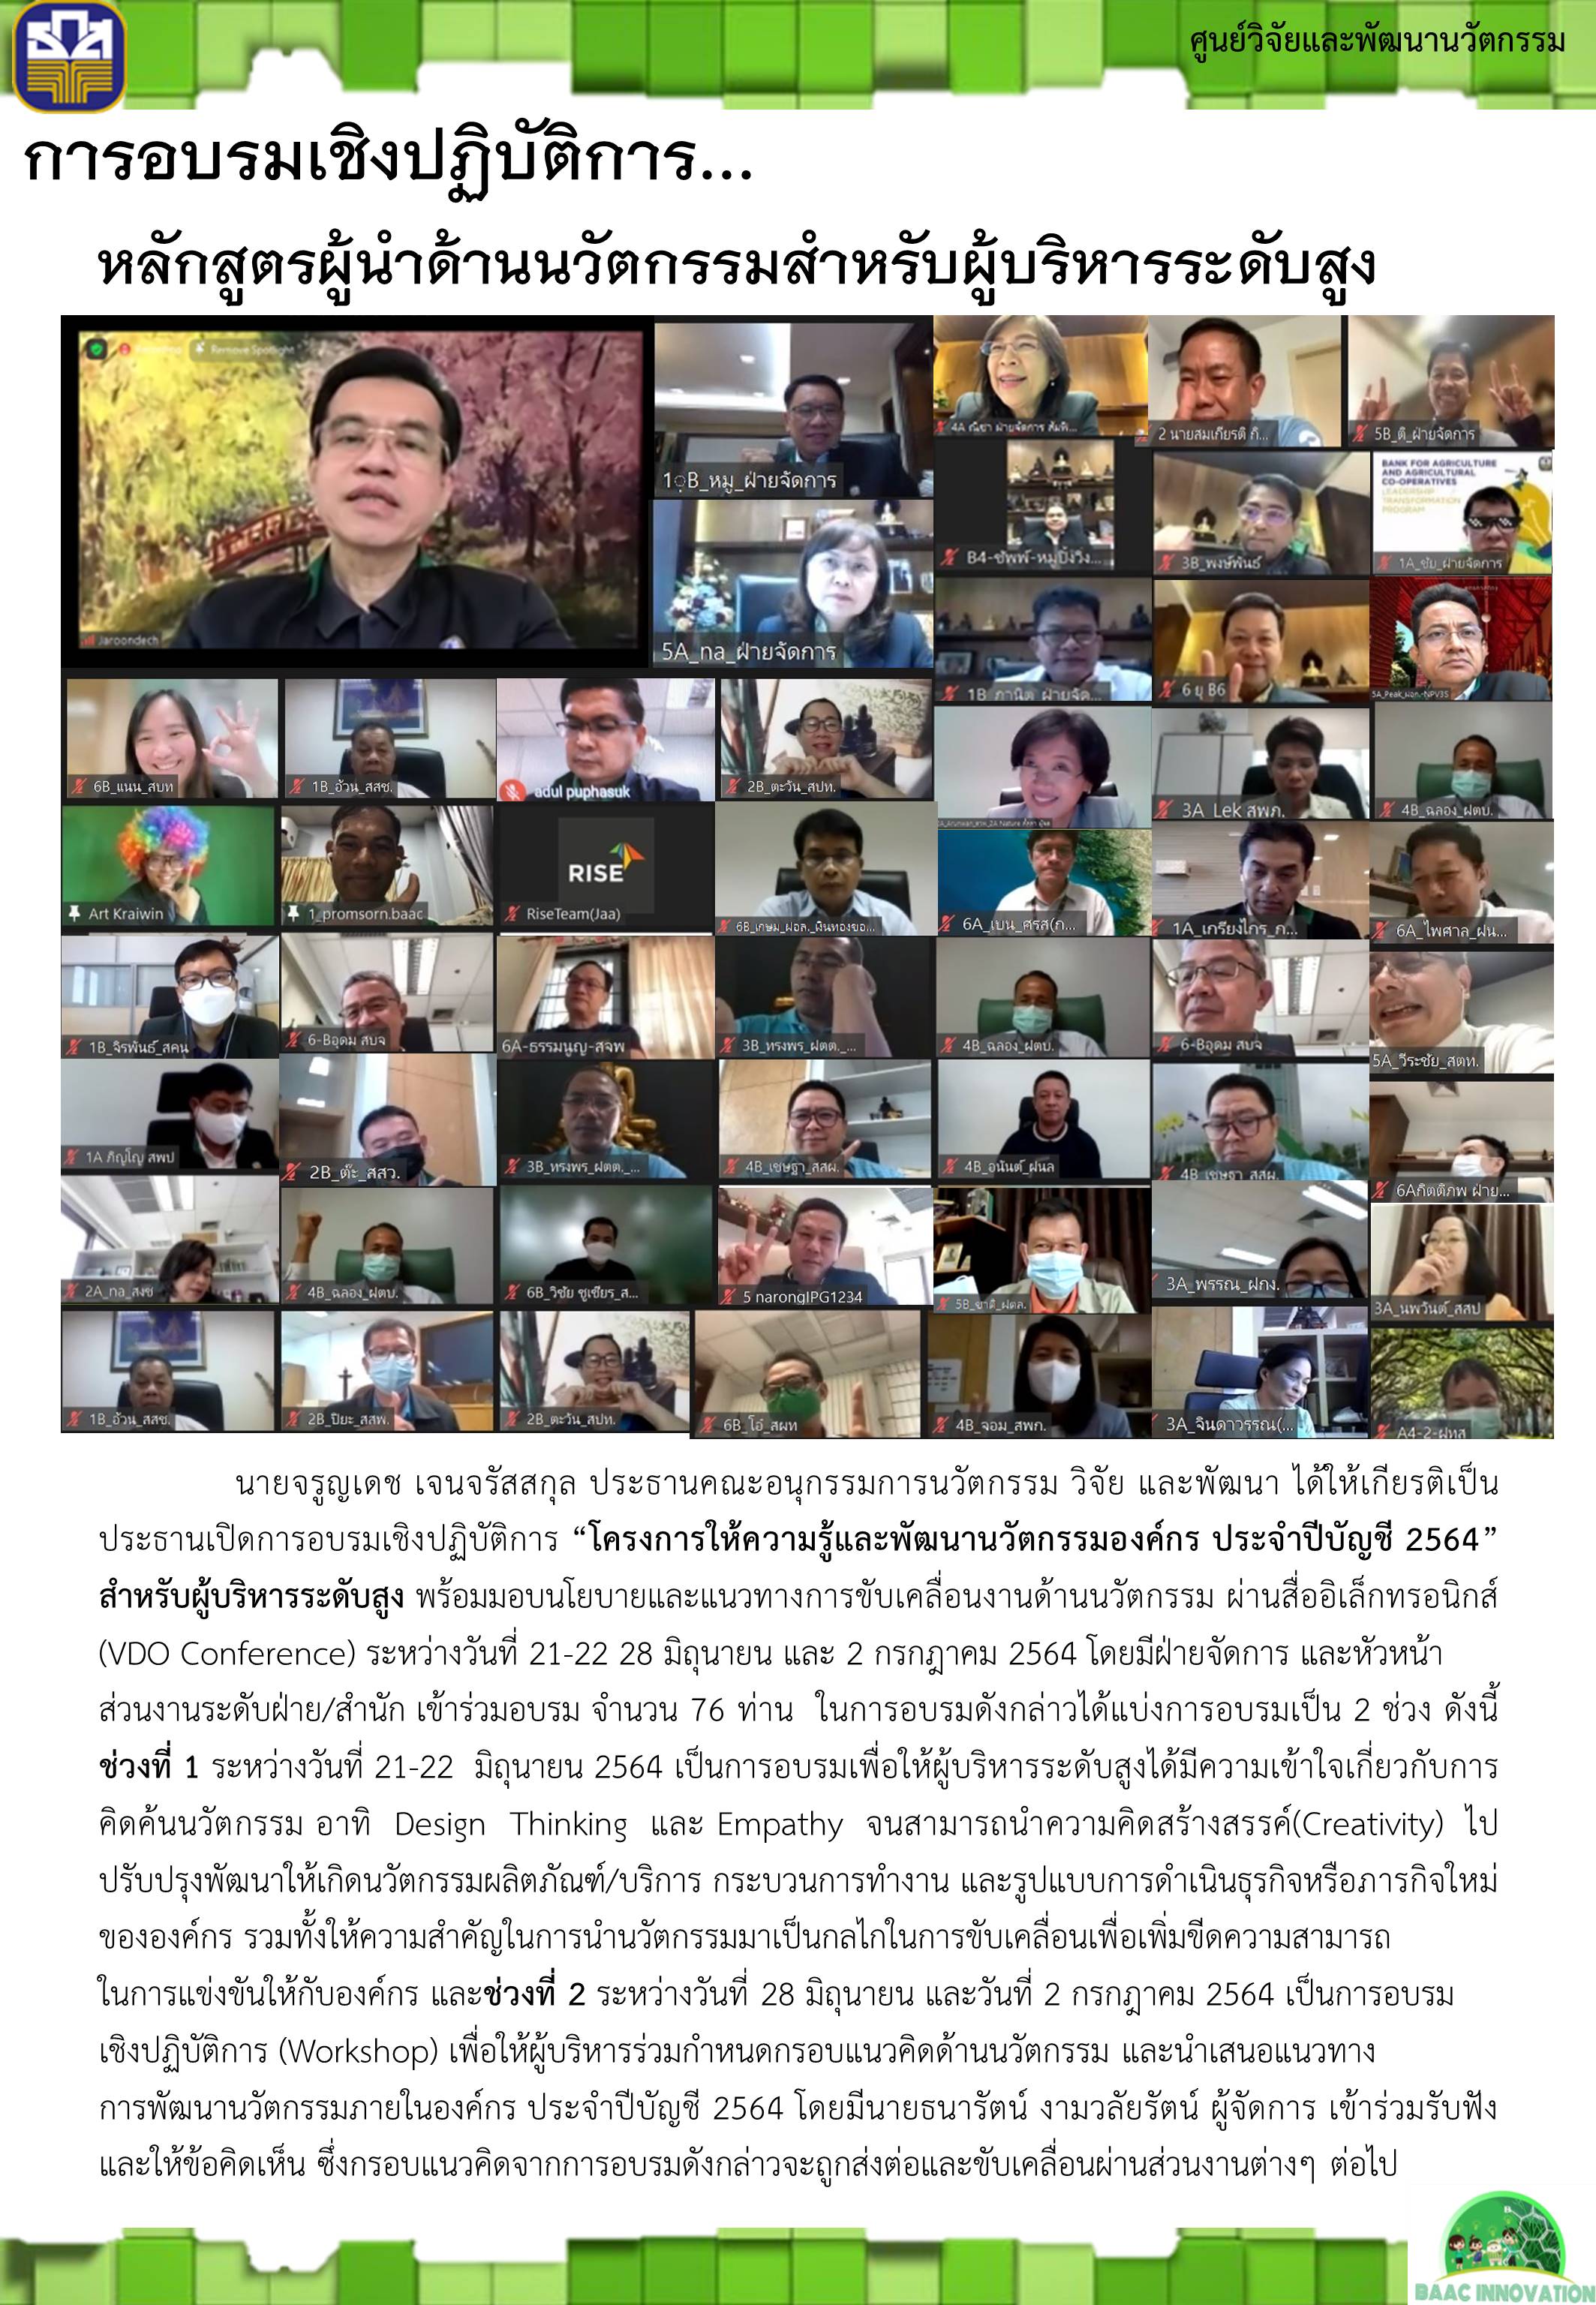 ธกส
ศูนย์วิจัยและพัฒนานวัตกรรม
การอบรมเชิงปฏิบัติการ...
หลักสูตรผู้นำด้านนวัตกรรมสำหรับผู้บริหารระดับสูง
Remove Spotlight
Jaroondech
1ฺB_หมู_ฝ่ายจัดการ
4A ณิชา ฝ่ายจัดการ สัมพั...
2 นายสมเกียรติ กิ...
5B_ติ_ฝ่ายจัดการ
5A_na_ฝ่ายจัดการ
3B_พงษ์พันธ์
BANK FOR AGRICULTURE
AND AGRICULTURAL
CO-OPERATIVES
LEADERSHIP
TRANSFORMATION
PROGRAM
1A_ชัย_ฝ่ายจัดการ
1B_ภานิต_ฝ่ายจัด...
6 ยุ B6
6B_แนน_สบท
1B_อ้วน_สสช.
adul puphasuk
2B_ตะวัน_สปท.
3A_Lek สพภ.
4B_ฉลอง_ฝตบ.
Art Kraiwin
1_promsorn.baac
RISE
RiseTeam(Jaa)
6A_เบน_ศรส(ก...
1A_เกรียงไกร_ก...
6A_ไพศาล_ฝน...
1B_จิรพันธ์_สคน
6-Bอุดม สบจ
6A-ธรรมนูญ-สจพ
3B_ทรงพร_ฝตต._...
4B_ฉลอง_ฝตบ.
6-Bอุดม สบจ
5A_วีระชัย_สตท.
1A ภิญโญ สพป
2B_ต๊ะ_สสว.
3B_ทรงพร_ฝตต._...
4B_เชษฐา_สสผ.
4B_อนันต์_ฝนล
4B_เชษฐา_สสผ.
6Aกิตติภพ ฝ่าย...
2A_na_สงช
4B_ฉลอง_ฝตบ.
6B_วิชัย ชูเชียร_ส...
5 narongIPG1234
5B_ชาติ_ฝดล.
3A_พรรณ_ฝกง.
3A_นพวันต์_สสป
1B_อ้วน_สสช.
2B_ปิยะ_สสพ.
2B_ตะวัน_สปท.
6B_โอ๋_สผท
4B_จอม_สพก.
3A_จินดาวรรณ(...
A4-2-ฝทส
นายจรูญเดช เจนจรัสสกุล ประธานคณะอนุกรรมการนวัตกรรม วิจัย และพัฒนา ได้ให้เกียรติเป็น
ประธานเปิดการอบรมเชิงปฏิบัติการ “โครงการให้ความรู้และพัฒนานวัตกรรมองค์กร ประจำปีบัญชี 2564”
สำหรับผู้บริหารระดับสูง พร้อมมอบนโยบายและแนวทางการขับเคลื่อนงานด้านนวัตกรรม ผ่านสื่ออิเล็กทรอนิกส์
(VDO Conference) ระหว่างวันที่ 21-22 28 มิถุนายน และ 2 กรกฎาคม 2564 โดยมีฝ่ายจัดการ และหัวหน้า
ส่วนงานระดับฝ่าย/สำนัก เข้าร่วมอบรม จำนวน 76 ท่าน ในการอบรมดังกล่าวได้แบ่งการอบรมเป็น 2 ช่วง ดังนี้
ช่วงที่ 1 ระหว่างวันที่ 21-22 มิถุนายน 2564 เป็นการอบรมเพื่อให้ผู้บริหารระดับสูงได้มีความเข้าใจเกี่ยวกับการ
คิดค้นนวัตกรรม อาทิ Design Thinking และ Empathy จนสามารถนำความคิดสร้างสรรค์(Creativity) ไป
ปรับปรุงพัฒนาให้เกิดนวัตกรรมผลิตภัณฑ์/บริการ กระบวนการทำงาน และรูปแบบการดำเนินธุรกิจหรือภารกิจใหม่
ขององค์กร รวมทั้งให้ความสำคัญในการนำนวัตกรรมมาเป็นกลไกในการขับเคลื่อนเพื่อเพิ่มขีดความสามารถ
ในการแข่งขันให้กับองค์กร และช่วงที่ 2 ระหว่างวันที่ 28 มิถุนายน และวันที่ 2 กรกฎาคม 2564 เป็นการอบรม
เชิงปฏิบัติการ (Workshop) เพื่อให้ผู้บริหารร่วมกำหนดกรอบแนวคิดด้านนวัตกรรม และนำเสนอแนวทาง
การพัฒนานวัตกรรมภายในองค์กร ประจำปีบัญชี 2564 โดยมีนายธนารัตน์ งามวลัยรัตน์ ผู้จัดการ เข้าร่วมรับฟัง
และให้ข้อคิดเห็น ซึ่งกรอบแนวคิดจากการอบรมดังกล่าวจะถูกส่งต่อและขับเคลื่อนผ่านส่วนงานต่างๆ ต่อไป
BAAC INNOVATION